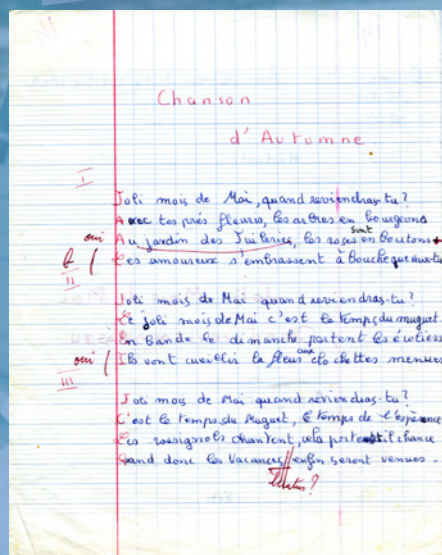 Chanson
d'Automne
I
Joli mois de Mai, quand reviendras-tu?
Avec tes prés fleuris, les arbres en bourgeons
oui Au jardin des Tuileries, les roses sont en boutons
Les amoureux s'embrassent à bouche que veux-tu
II
Joli mois de Mai quand reviendras-tu?
Le joli mois de Mai c'est le temps du muguet.
En bande le dimanche partent les écoliers
oui Ils vont cueillir la fleur aux clochettes menues
III
Joli mois de Mai quand reviendras-tu?
C'est le temps du Muguet, le temps de l'espérance
Les rossignols chantent, cela porte chance
Quand donc les vacances enfin seront venues.